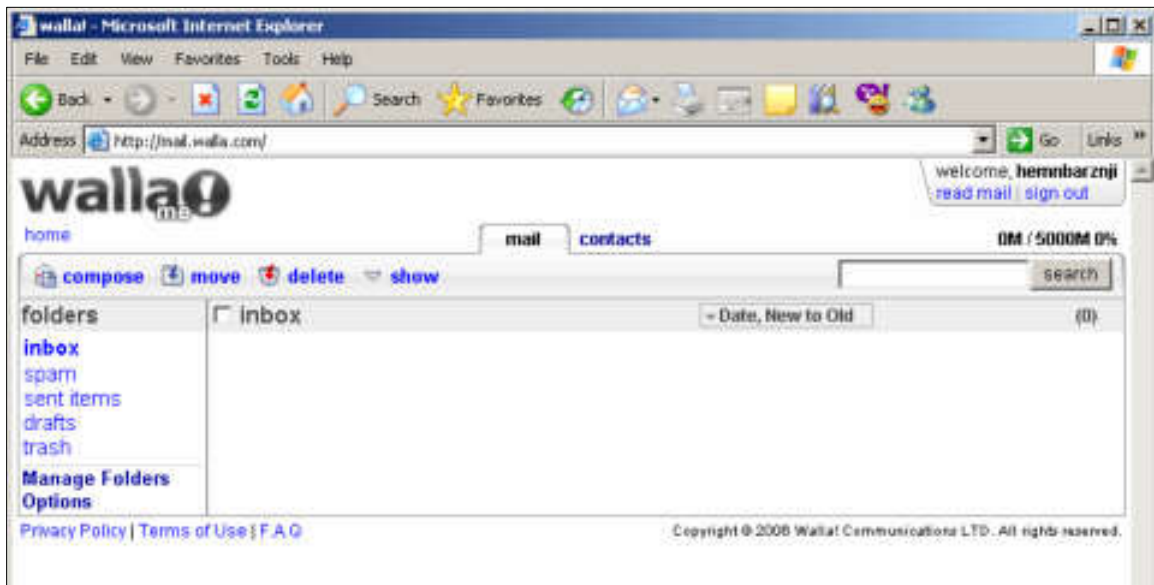 walla! - Microsoft Internet Explorer
File Edit View Favorites Tools Help
Back Search Favorites
Address http://mail.walla.com/ Go Links »
walla! mail
welcome, hemnbarznji
read mail | sign out
home mail contacts 0M / 5000M 0%
compose move delete show search
folders inbox Date, New to Old (0)
inbox
spam
sent items
drafts
trash
Manage Folders
Options
Privacy Policy | Terms of Use | F.A.Q Copyright © 2006 Walla! Communications LTD. All rights reserved.